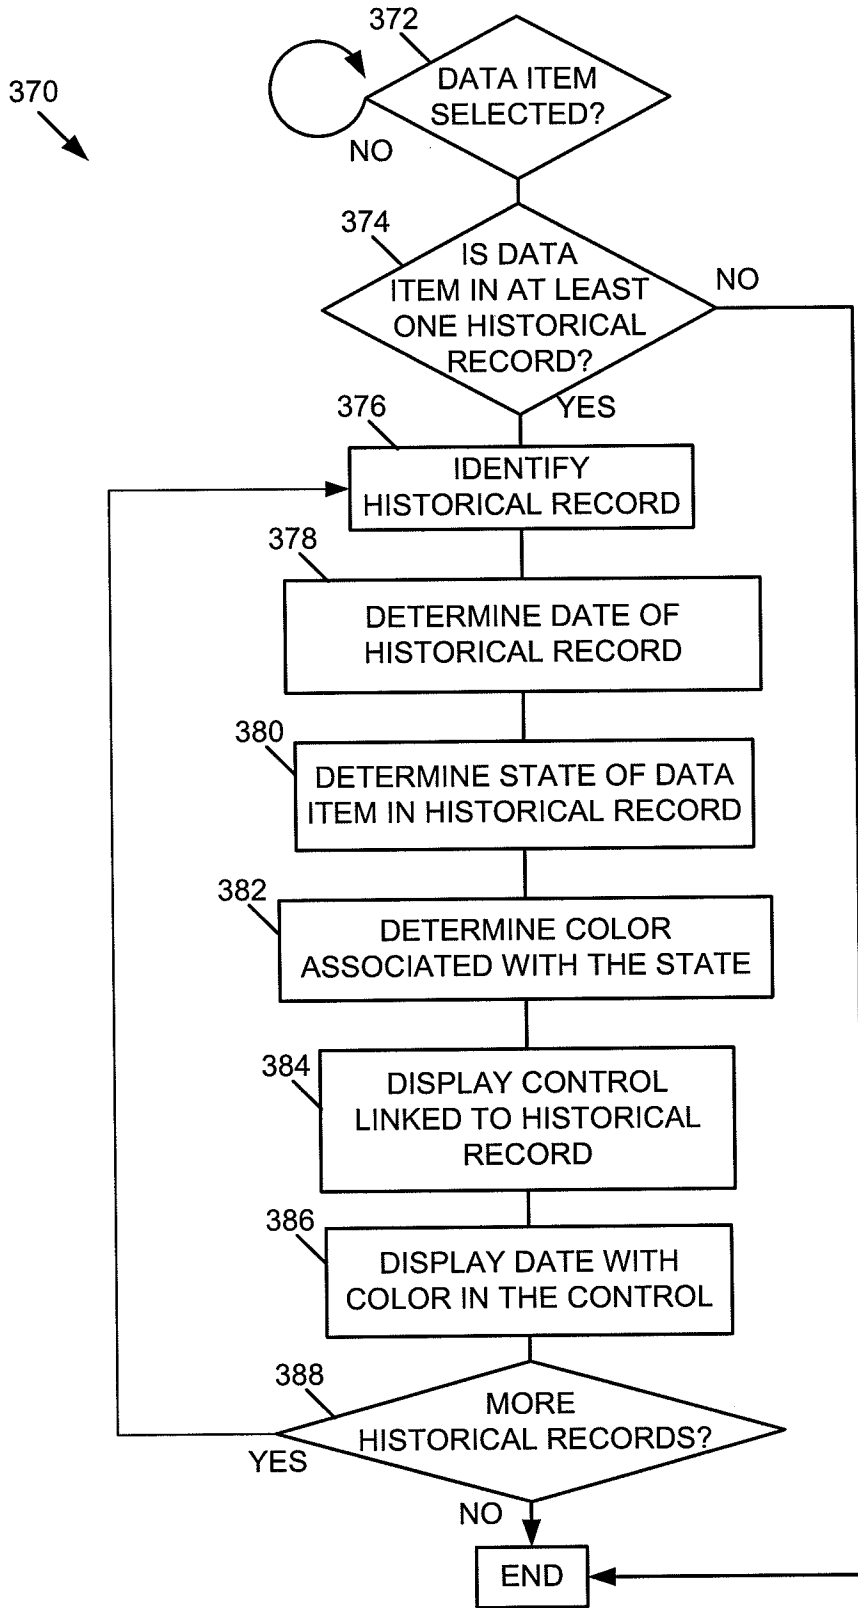 372
DATA ITEM
SELECTED?
370
NO
374
IS DATA
ITEM IN AT LEAST
ONE HISTORICAL
RECORD?
NO
YES
376
IDENTIFY
HISTORICAL RECORD
378
DETERMINE DATE OF
HISTORICAL RECORD
380
DETERMINE STATE OF DATA
ITEM IN HISTORICAL RECORD
382
DETERMINE COLOR
ASSOCIATED WITH THE STATE
384
DISPLAY CONTROL
LINKED TO HISTORICAL
RECORD
386
DISPLAY DATE WITH
COLOR IN THE CONTROL
388
MORE
HISTORICAL RECORDS?
YES
NO
END